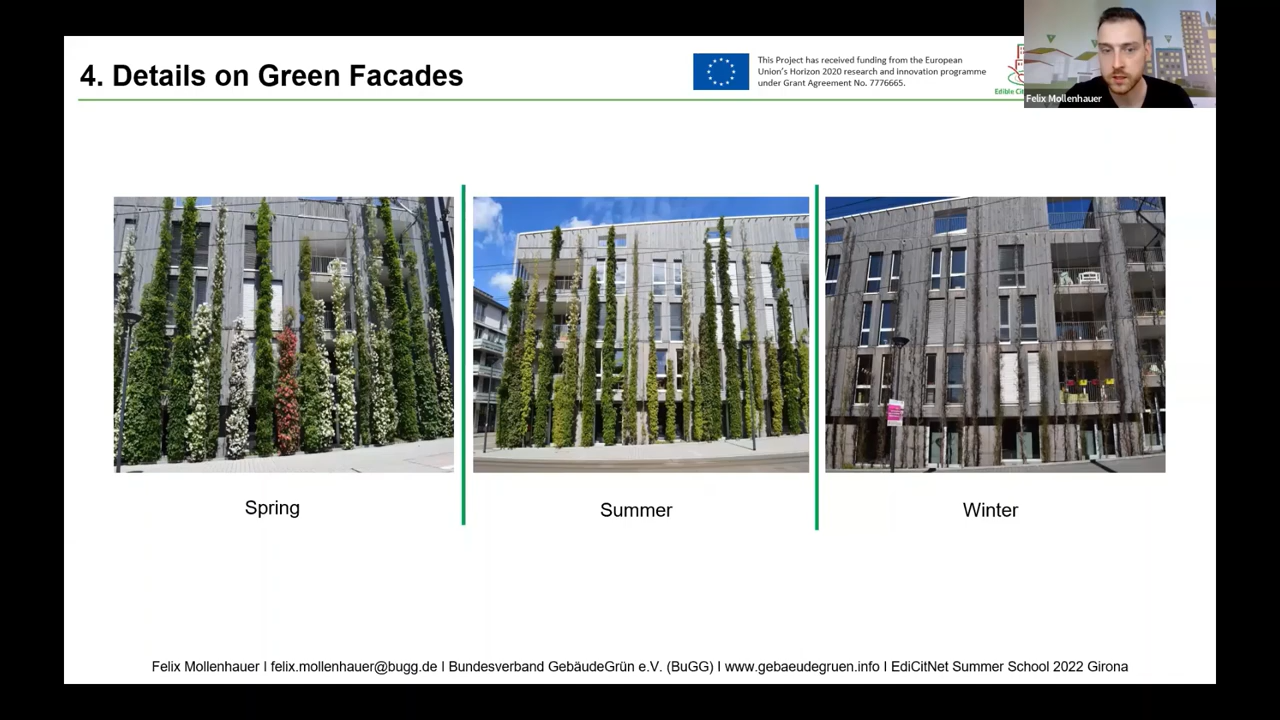 4. Details on Green Facades
This Project has received funding from the European
Union's Horizon 2020 research and innovation programme
under Grant Agreement No. 7776665.
Edible
Felix Mollenhauer
Spring
Summer
Winter
Felix Mollenhauer I felix.mollenhauer@bugg.de I Bundesverband GebäudeGrün e.V. (BuGG) I www.gebaeudegruen.info I EdiCitNet Summer School 2022 Girona